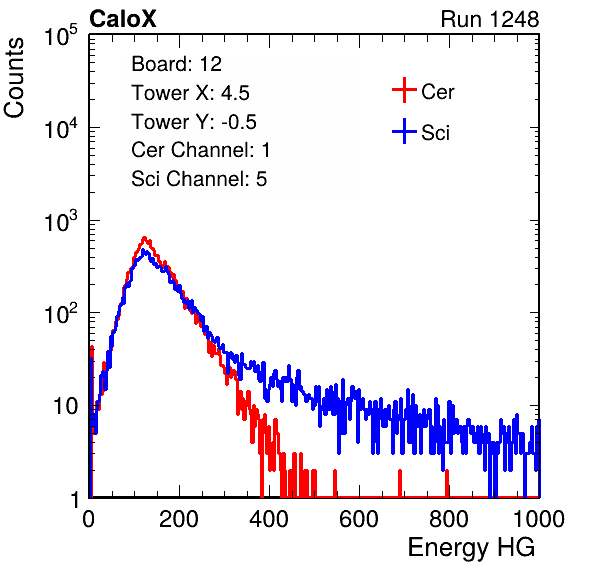 CaloX Run 1248
10^5
Counts
Board: 12
Tower X: 4.5
Tower Y: -0.5
Cer Channel: 1
Sci Channel: 5
Cer
Sci
10^4
10^3
10^2
10
1
0 200 400 600 800 1000
Energy HG